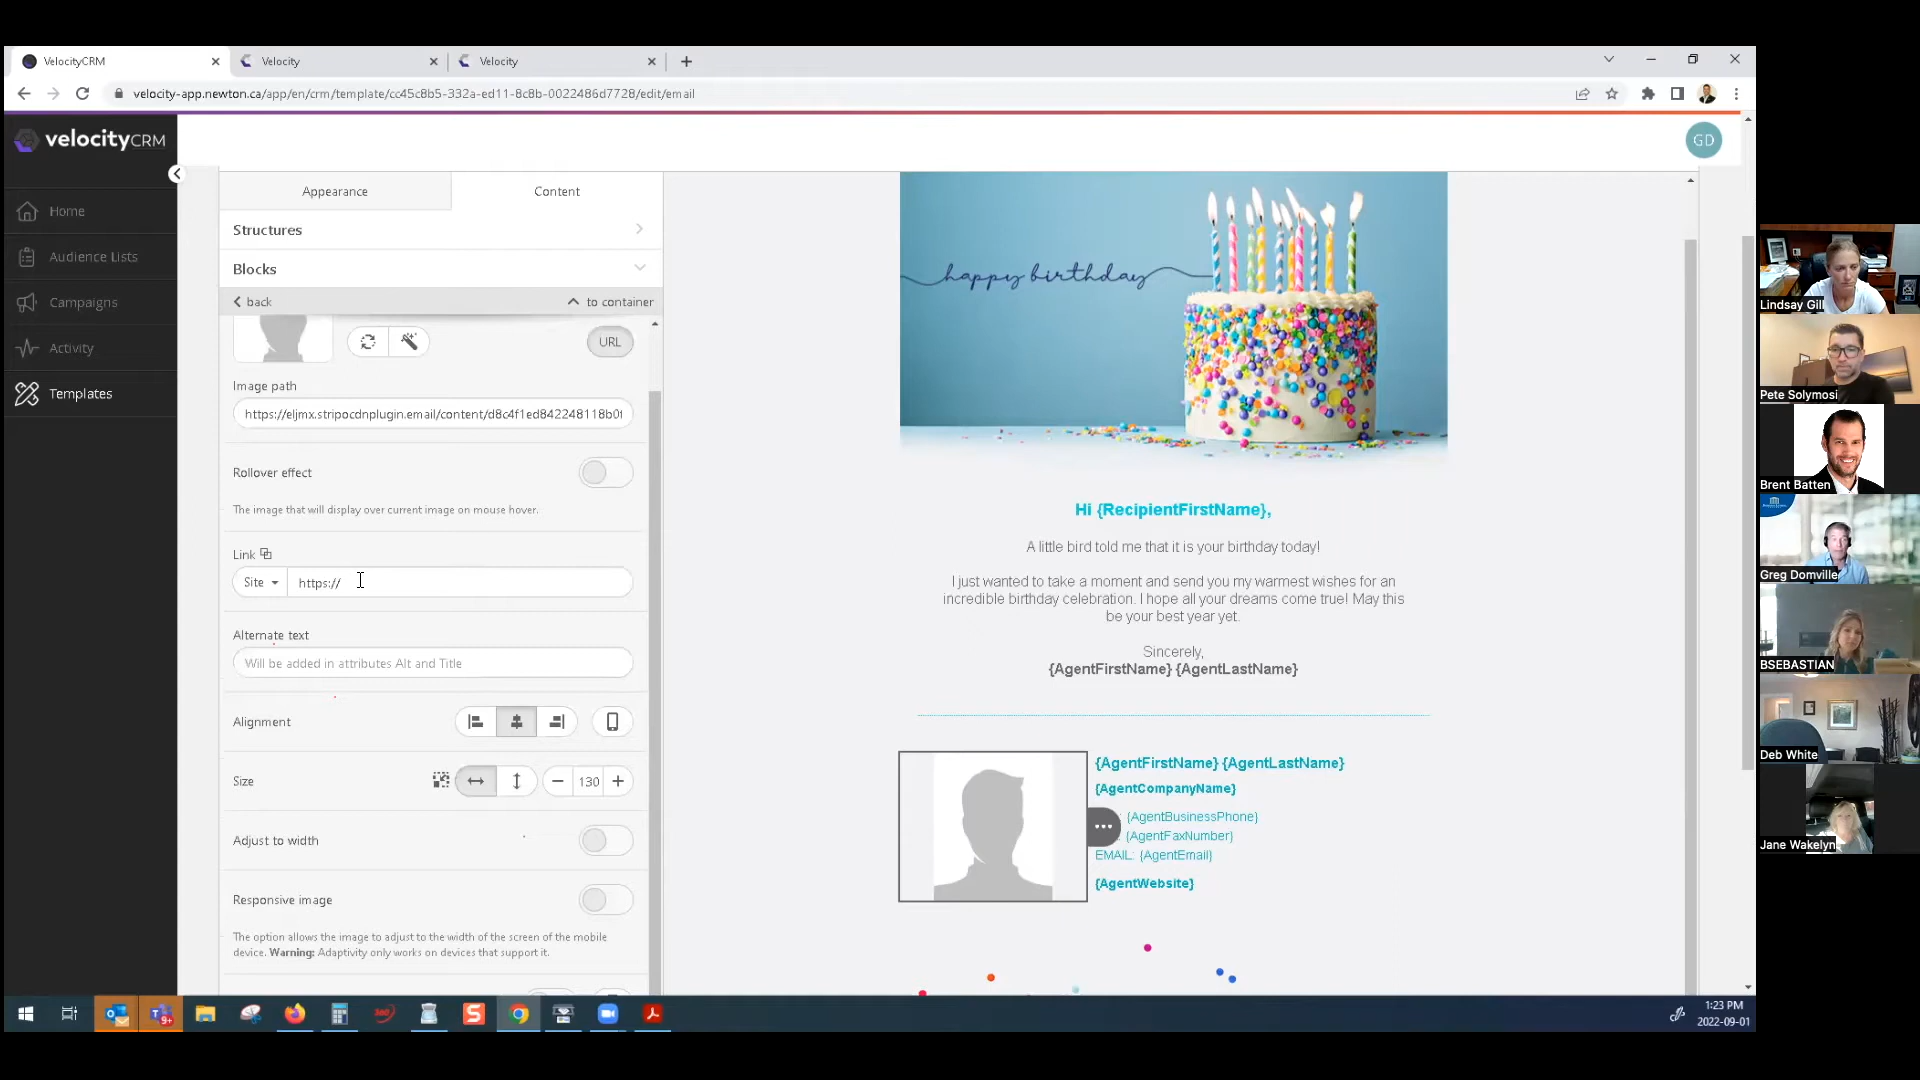 VelocityCRM
Velocity
Velocity
velocity-app.newton.ca/app/en/crm/template/cc45c8b5-332a-ed11-8c8b-0022486d7728/edit/email
velocityCRM
GD
Home
Audience Lists
Campaigns
Activity
Templates
Appearance
Content
Structures
Blocks
back
to container
URL
Image path
https://eljmx.stripocdnplugin.email/content/d8c4f1ed842248118b0f
Rollover effect
The image that will display over current image on mouse hover.
Link
Site
https://
Alternate text
Will be added in attributes Alt and Title
Alignment
Size
130
Adjust to width
Responsive image
The option allows the image to adjust to the width of the screen of the mobile
device. Warning: Adaptivity only works on devices that support it.
happy birthday
Hi {RecipientFirstName},
A little bird told me that it is your birthday today!
I just wanted to take a moment and send you my warmest wishes for an
incredible birthday celebration. I hope all your dreams come true! May this
be your best year yet.
Sincerely,
{AgentFirstName} {AgentLastName}
{AgentFirstName} {AgentLastName}
{AgentCompanyName}
{AgentBusinessPhone}
{AgentFaxNumber}
EMAIL: {AgentEmail}
{AgentWebsite}
Lindsay Gill
Pete Solymosi
Brent Batten
Greg Domville
BSEBASTIAN
Deb White
Jane Wakelyn
1:23 PM
2022-09-01